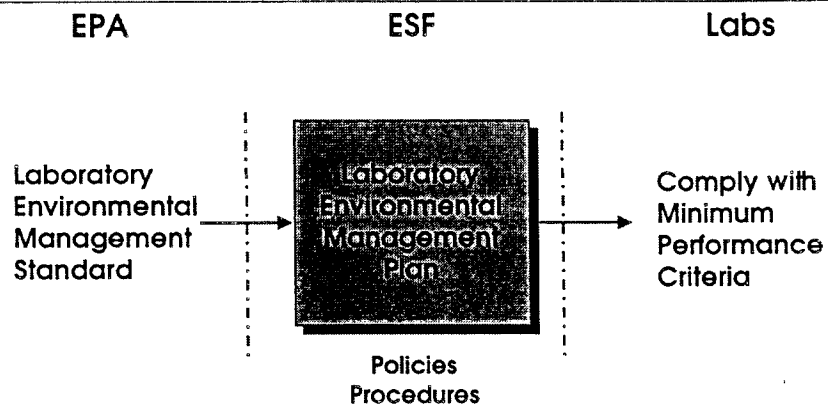 EPA
ESF
Labs
Laboratory
Environmental
Management
Standard
Laboratory
Environmental
Management
Plan
Comply with
Minimum
Performance
Criteria
Policies
Procedures